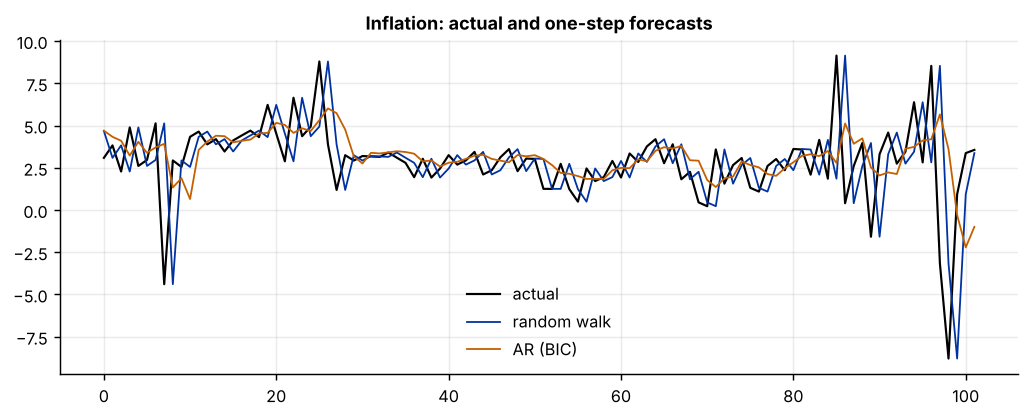 Inflation: actual and one-step forecasts
10.0
7.5
5.0
2.5
0.0
−2.5
−5.0
−7.5
actual
random walk
AR (BIC)
0 20 40 60 80 100